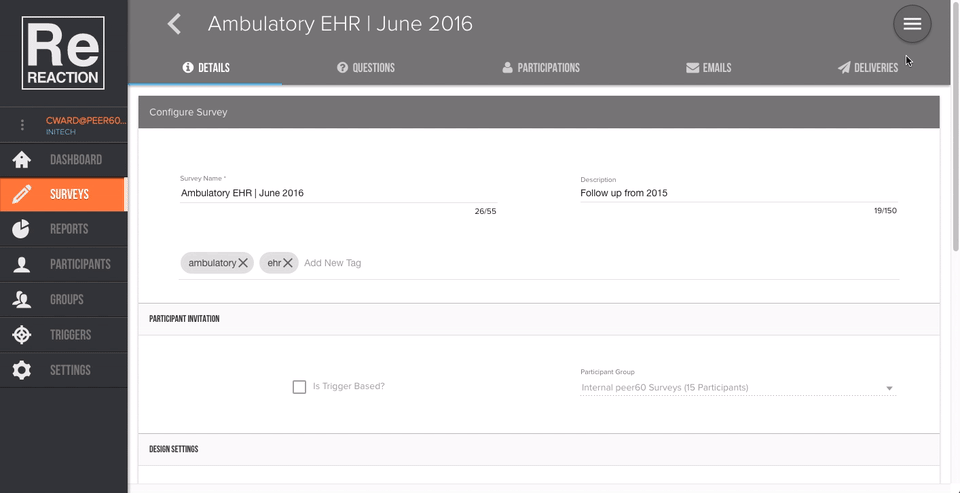 Re
REACTION
CWARD@PEER60...
INITECH
DASHBOARD
SURVEYS
REPORTS
PARTICIPANTS
GROUPS
TRIGGERS
SETTINGS
Ambulatory EHR | June 2016
DETAILS
QUESTIONS
PARTICIPATIONS
EMAILS
DELIVERIES
Configure Survey
Survey Name *
Ambulatory EHR | June 2016
26/55
Description
Follow up from 2015
19/150
ambulatory
ehr
Add New Tag
PARTICIPANT INVITATION
Is Trigger Based?
Participant Group
Internal peer60 Surveys (15 Participants)
DESIGN SETTINGS